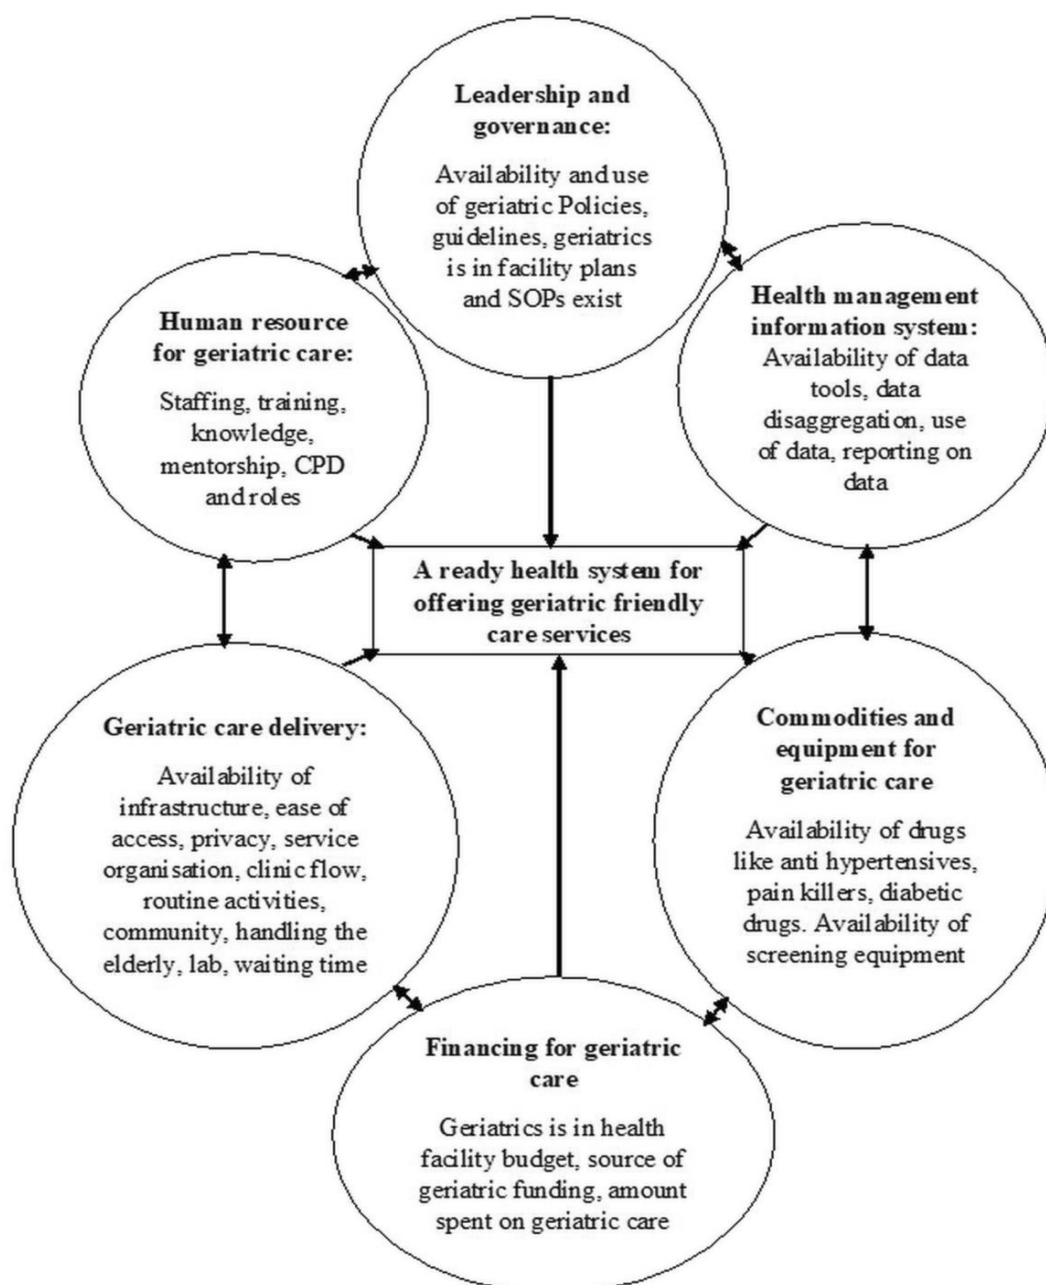 Leadership and
governance:
Availability and use
of geriatric Policies,
guidelines, geriatrics
is in facility plans
and SOPs exist
Human resource
for geriatric care:
Staffing, training,
knowledge,
mentorship, CPD
and roles
Health management
information system:
Availability of data
tools, data
disaggregation, use
of data, reporting on
data
A ready health system for
offering geriatric friendly
care services
Geriatric care delivery:
Availability of
infrastructure, ease of
access, privacy, service
organisation, clinic flow,
routine activities,
community, handling the
elderly, lab, waiting time
Commodities and
equipment for
geriatric care
Availability of drugs
like anti hypertensives,
pain killers, diabetic
drugs. Availability of
screening equipment
Financing for geriatric
care
Geriatrics is in health
facility budget, source of
geriatric funding, amount
spent on geriatric care